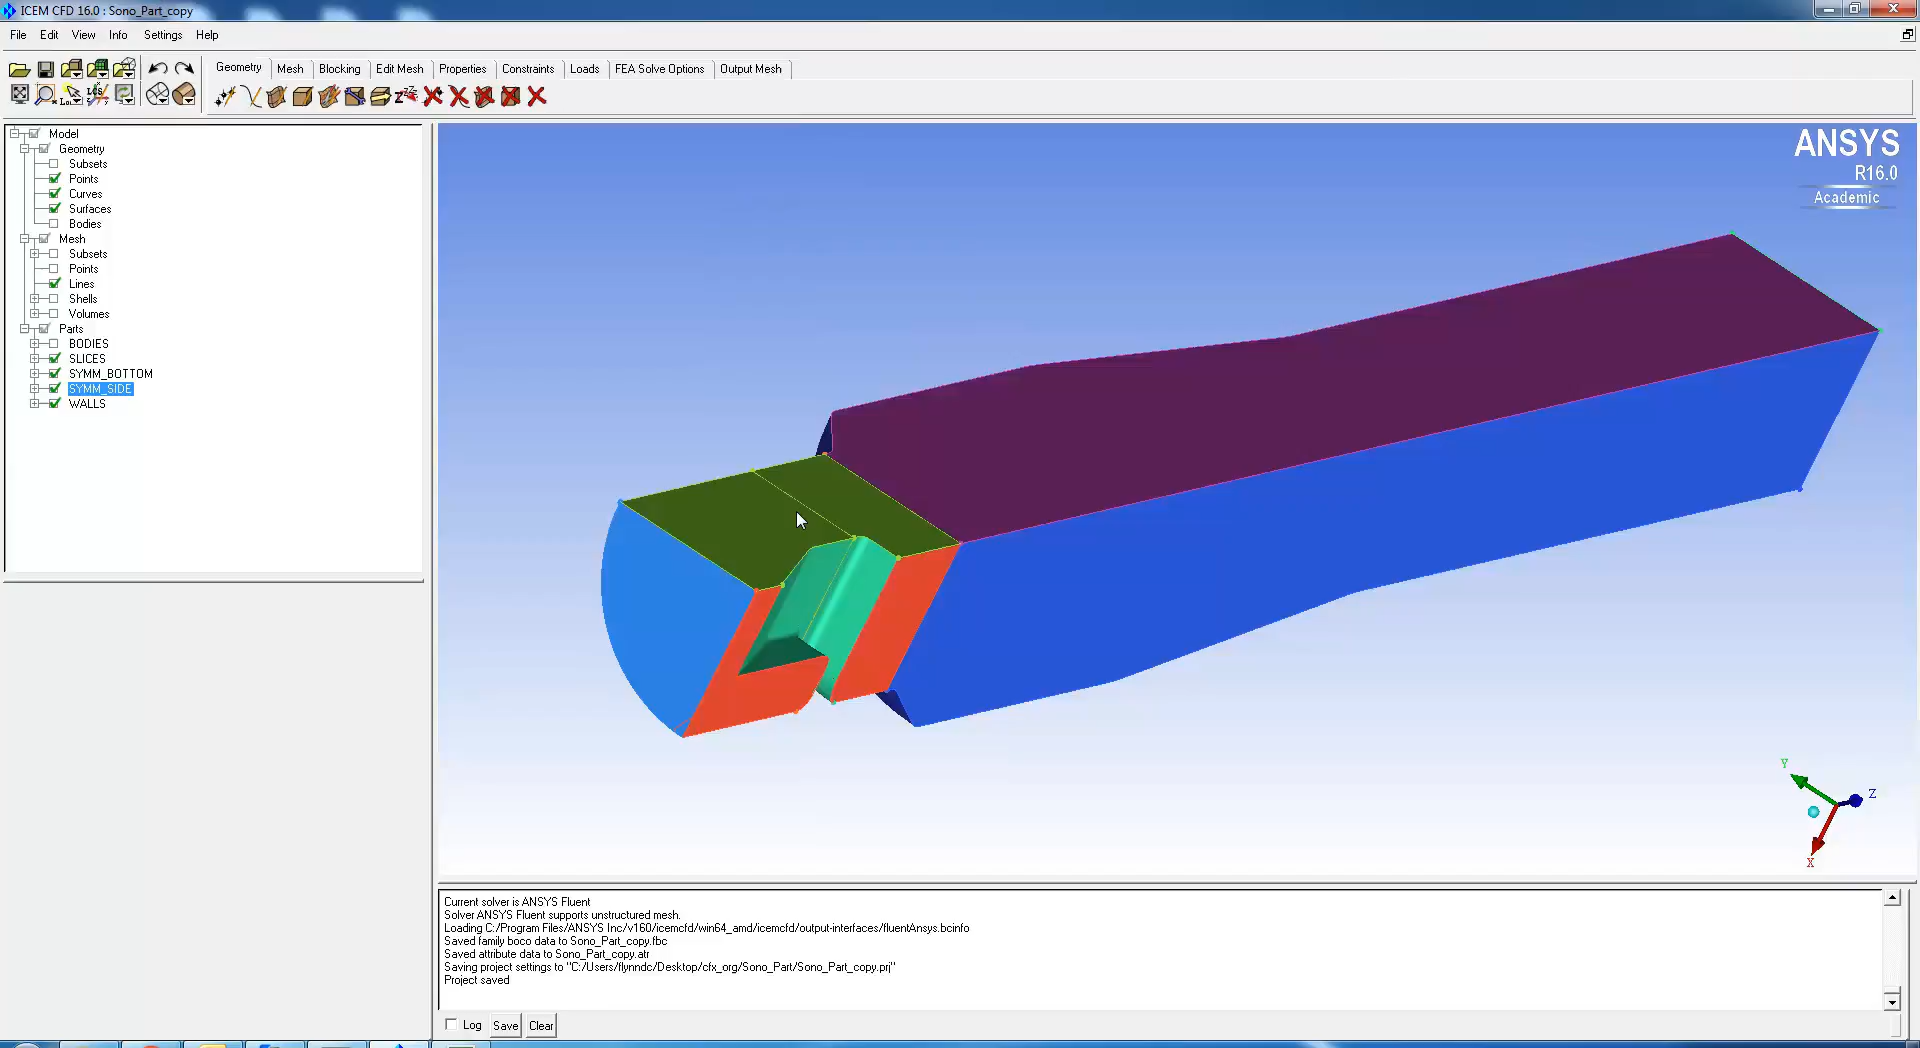 ICEM CFD 16.0 : Sono_Part_copy
File Edit View Info Settings Help
Geometry Mesh Blocking Edit Mesh Properties Constraints Loads FEA Solve Options Output Mesh
Model
Geometry
Subsets
Points
Curves
Surfaces
Bodies
Mesh
Subsets
Points
Lines
Shells
Volumes
Parts
BODIES
SLICES
SYMM_BOTTOM
SYMM_SIDE
WALLS
ANSYS
R16.0
Academic
Y
Z
X
Current solver is ANSYS Fluent
Solver ANSYS Fluent supports unstructured mesh.
Loading C:/Program Files/ANSYS Inc/v160/icemcfd/win64_amd/icemcfd/output-interfaces/fluentAnsys.bcinfo
Saved family boco data to Sono_Part_copy.fbc
Saved attribute data to Sono_Part_copy.atr
Saving project settings to "C:/Users/flynndc/Desktop/cfx_org/Sono_Part/Sono_Part_copy.prj"
Project saved
Log Save Clear